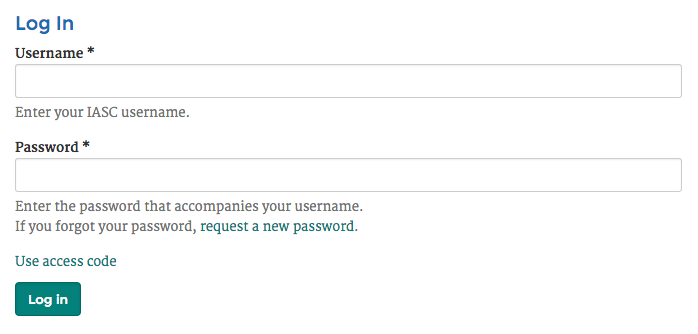 Log In
Username *
Enter your IASC username.
Password *
Enter the password that accompanies your username.
If you forgot your password, request a new password.
Use access code
Log in